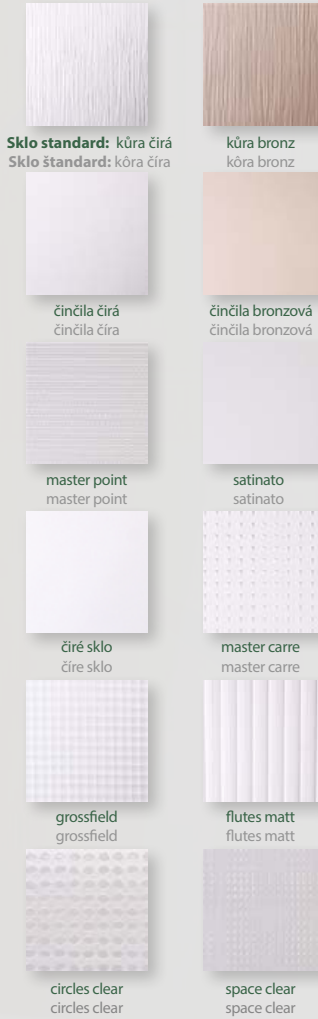 Sklo standard: kůra čirá
Sklo štandard: kôra číra
kůra bronz
kôra bronz
činčila čirá
činčila číra
činčila bronzová
činčila bronzová
master point
master point
satinato
satinato
čiré sklo
číre sklo
master carre
master carre
grossfield
grossfield
flutes matt
flutes matt
circles clear
circles clear
space clear
space clear